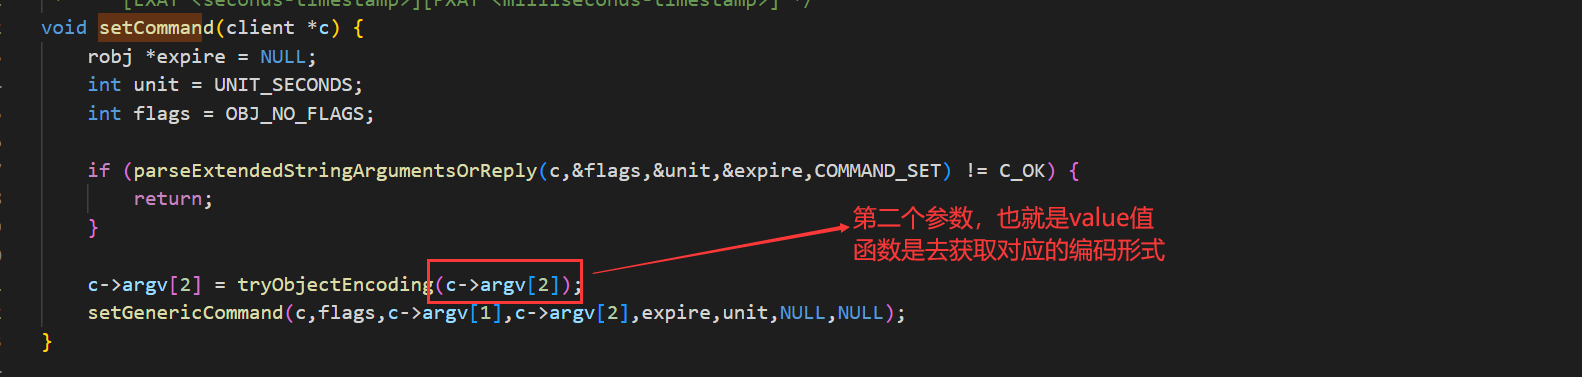 [EXAT <seconds-timestamp>][PXAT <milliseconds-timestamp>] */
void setCommand(client *c) {
robj *expire = NULL;
int unit = UNIT_SECONDS;
int flags = OBJ_NO_FLAGS;
if (parseExtendedStringArgumentsOrReply(c,&flags,&unit,&expire,COMMAND_SET) != C_OK) {
return;
}
第二个参数，也就是value值
函数是去获取对应的编码形式
c->argv[2] = tryObjectEncoding(c->argv[2]);
setGenericCommand(c,flags,c->argv[1],c->argv[2],expire,unit,NULL,NULL);
}